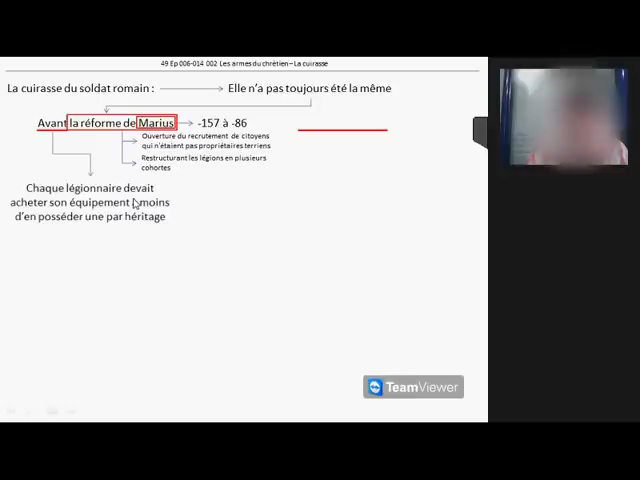 49 Ep 006-014 002 Les armes du chrétien – La cuirasse
La cuirasse du soldat romain : Elle n'a pas toujours été la même
Avant la réforme de Marius -157 à -86
Ouverture du recrutement de citoyens
qui n'étaient pas propriétaires terriens
Restructurant les légions en plusieurs
cohortes
Chaque légionnaire devait
acheter son équipement à moins
d'en posséder une par héritage
TeamViewer